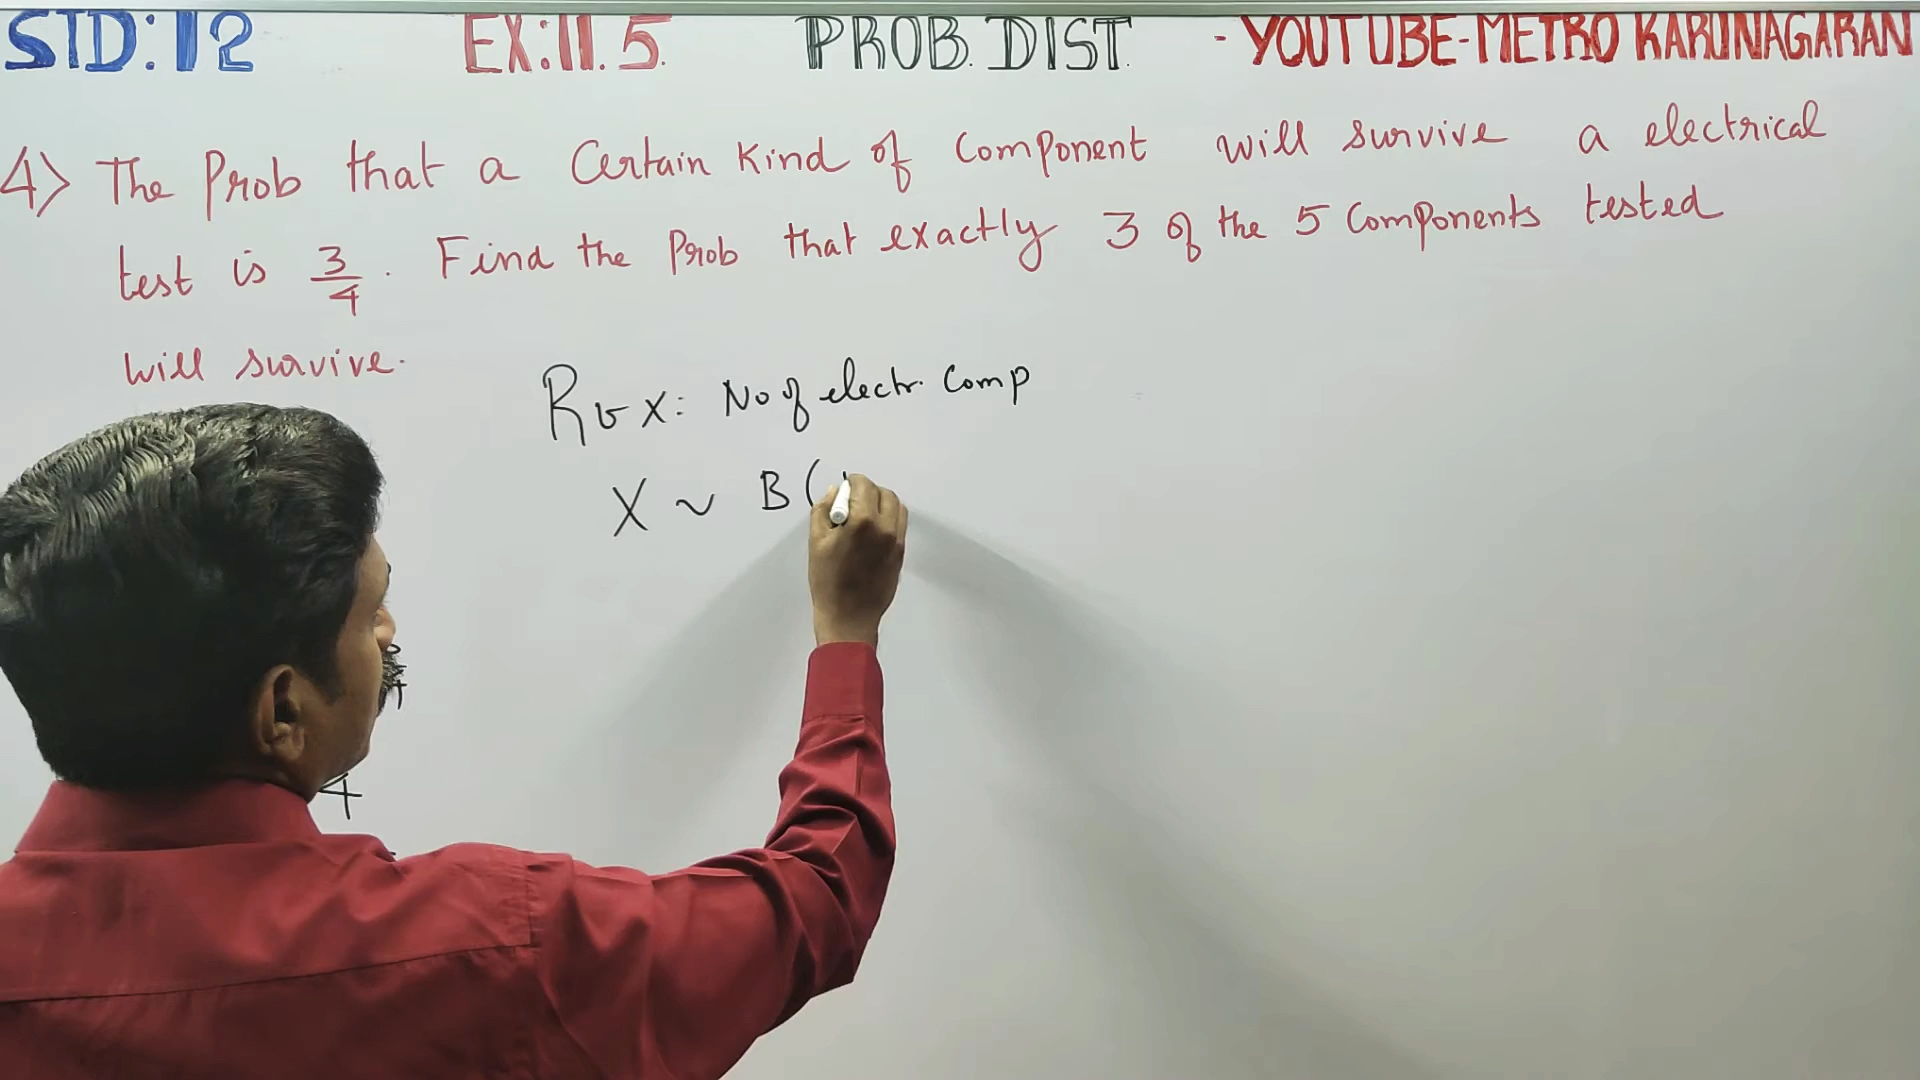 STD:12 EX:11.5. PROB. DIST. - YOUTUBE-METRO KARUNAGARAN
4) The Prob that a Certain Kind of Component will survive a electrical
test is 3/4. Find the Prob that exactly 3 of the 5 Components tested
will survive.
Rv X: No of electr. Comp
X ~ B(
4